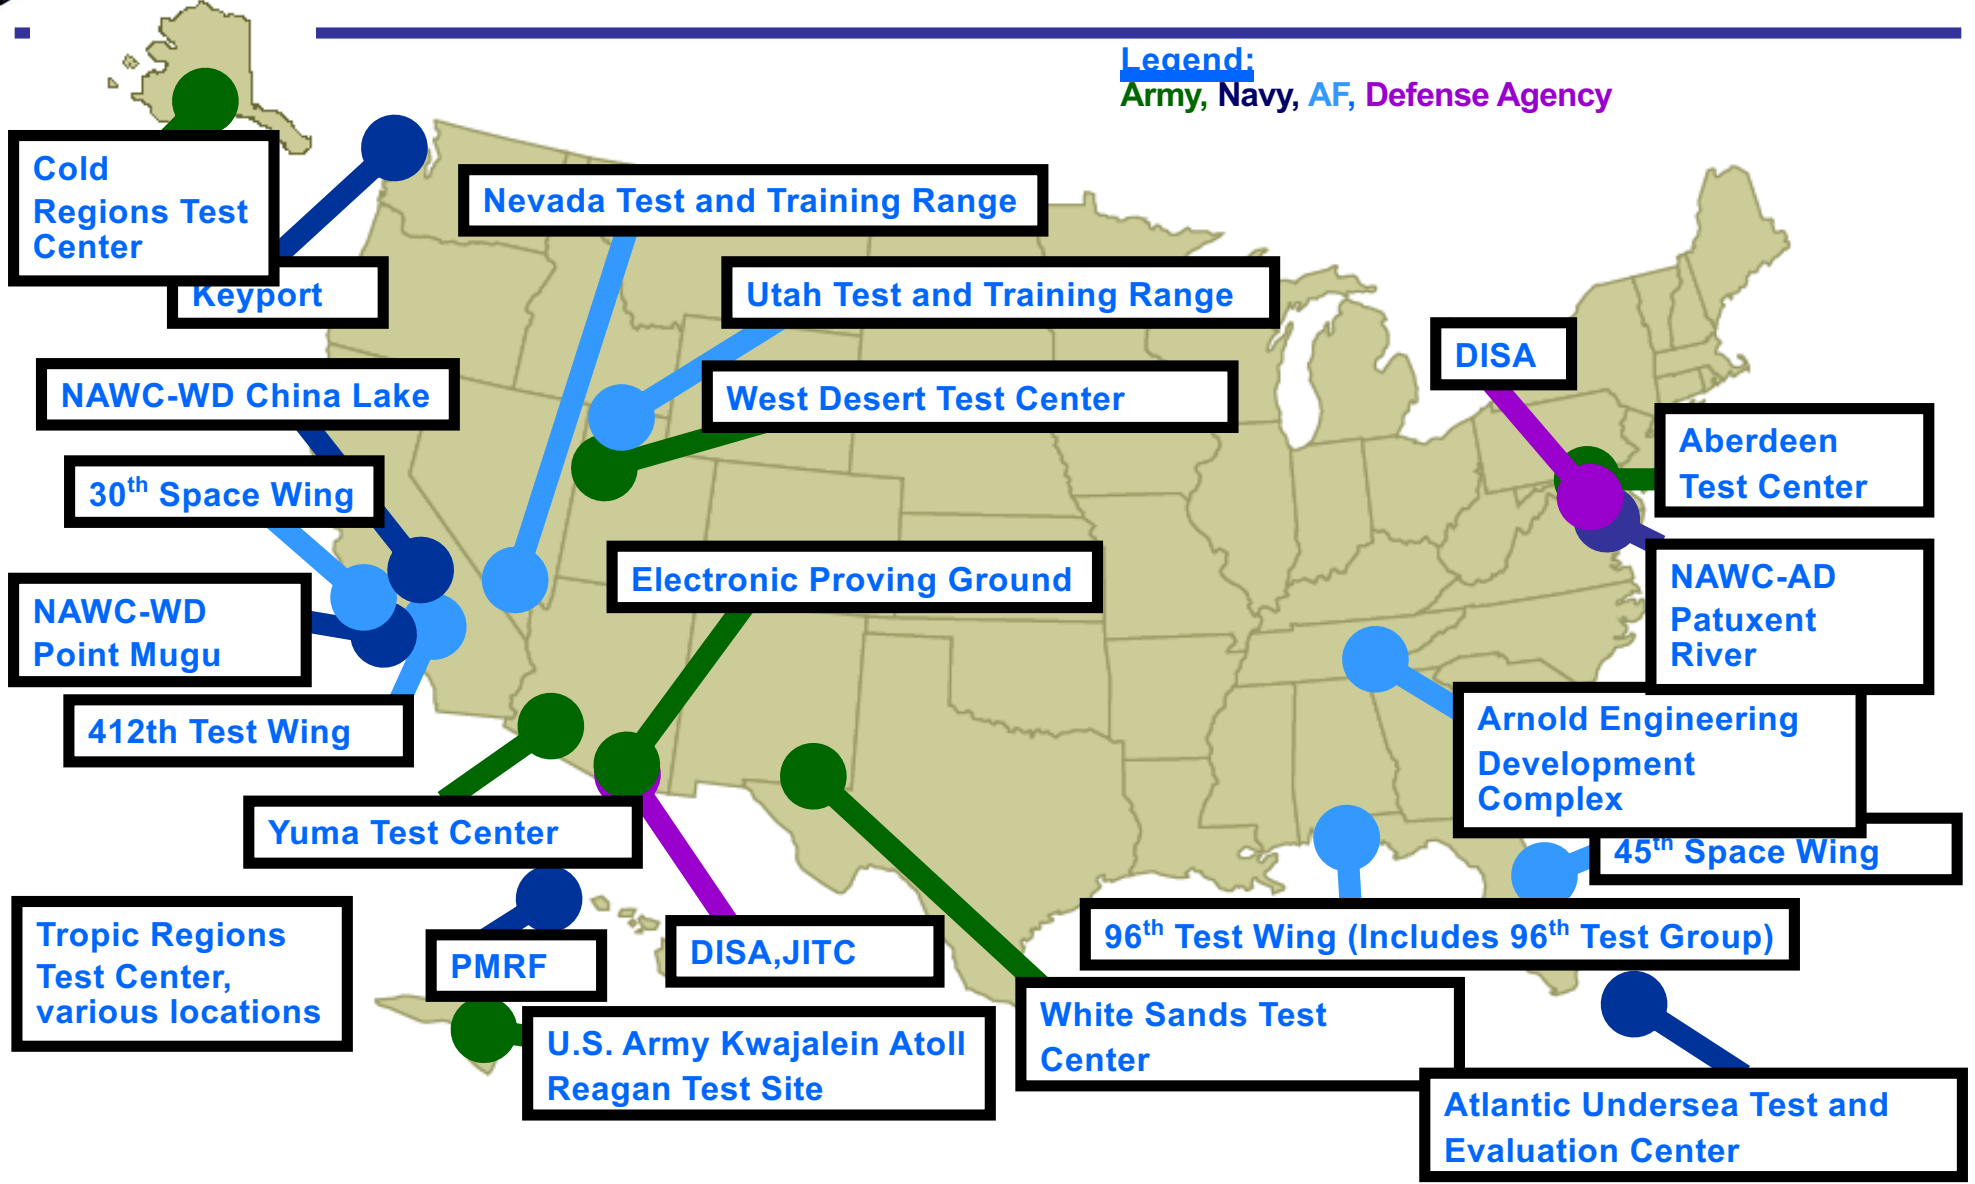 Legend:
Army, Navy, AF, Defense Agency
Cold
Regions Test
Center
Keyport
Nevada Test and Training Range
Utah Test and Training Range
West Desert Test Center
DISA
Aberdeen
Test Center
NAWC-WD China Lake
30th Space Wing
NAWC-WD
Point Mugu
412th Test Wing
Electronic Proving Ground
NAWC-AD
Patuxent
River
Arnold Engineering
Development
Complex
45th Space Wing
Yuma Test Center
96th Test Wing (Includes 96th Test Group)
Tropic Regions
Test Center,
various locations
PMRF
DISA,JITC
U.S. Army Kwajalein Atoll
Reagan Test Site
White Sands Test
Center
Atlantic Undersea Test and
Evaluation Center